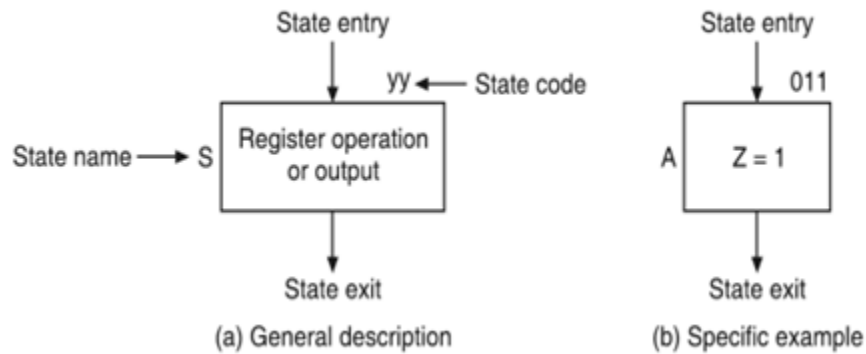 State entry
yy
State code
State name
S
Register operation
or output
State exit
(a) General description
State entry
011
A
Z = 1
State exit
(b) Specific example